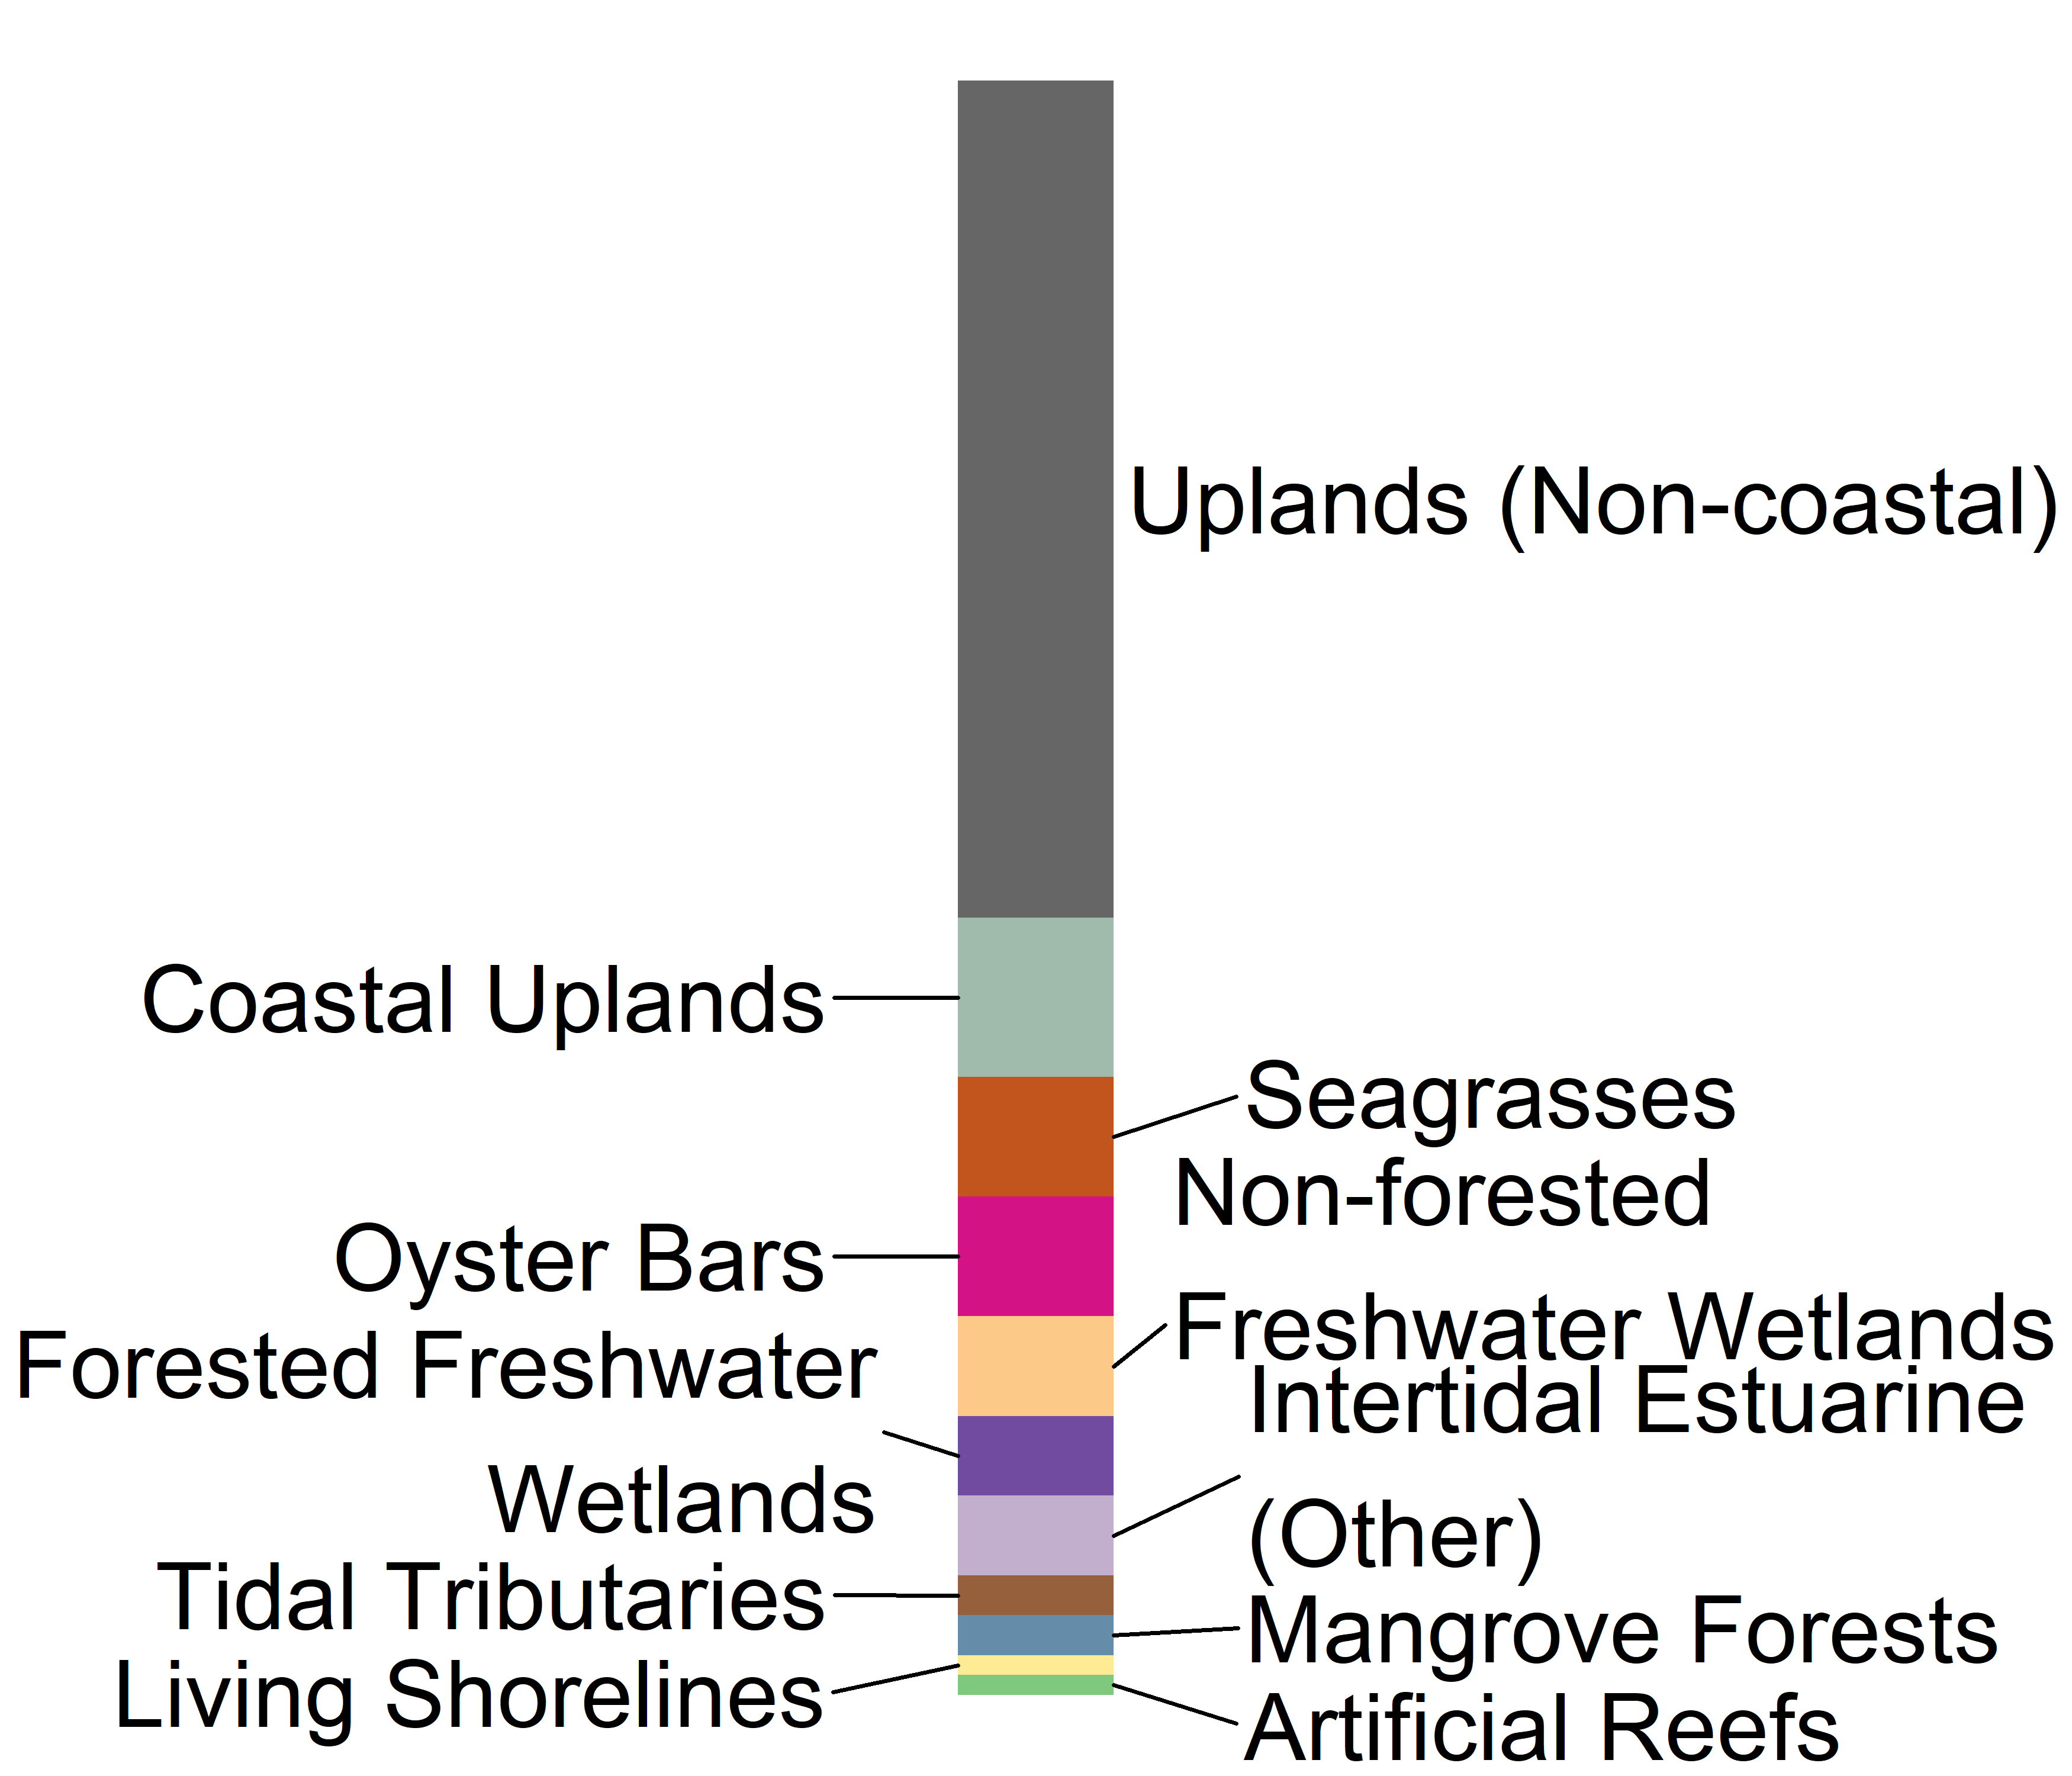 Uplands (Non-coastal)
Coastal Uplands
Seagrasses
Oyster Bars
Non-forested
Freshwater Wetlands
Forested Freshwater
Wetlands
Intertidal Estuarine
(Other)
Tidal Tributaries
Mangrove Forests
Living Shorelines
Artificial Reefs